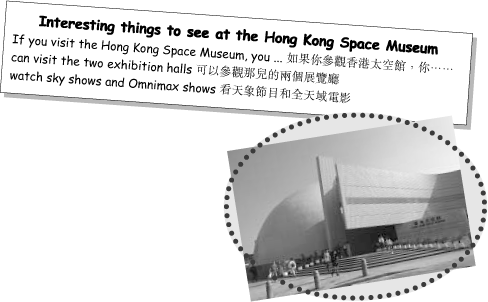 Interesting things to see at the Hong Kong Space Museum
If you visit the Hong Kong Space Museum, you ... 如果你參觀香港太空館，你……
can visit the two exhibition halls 可以參觀那兒的兩個展覽廳
watch sky shows and Omnimax shows 看天象節目和全天域電影